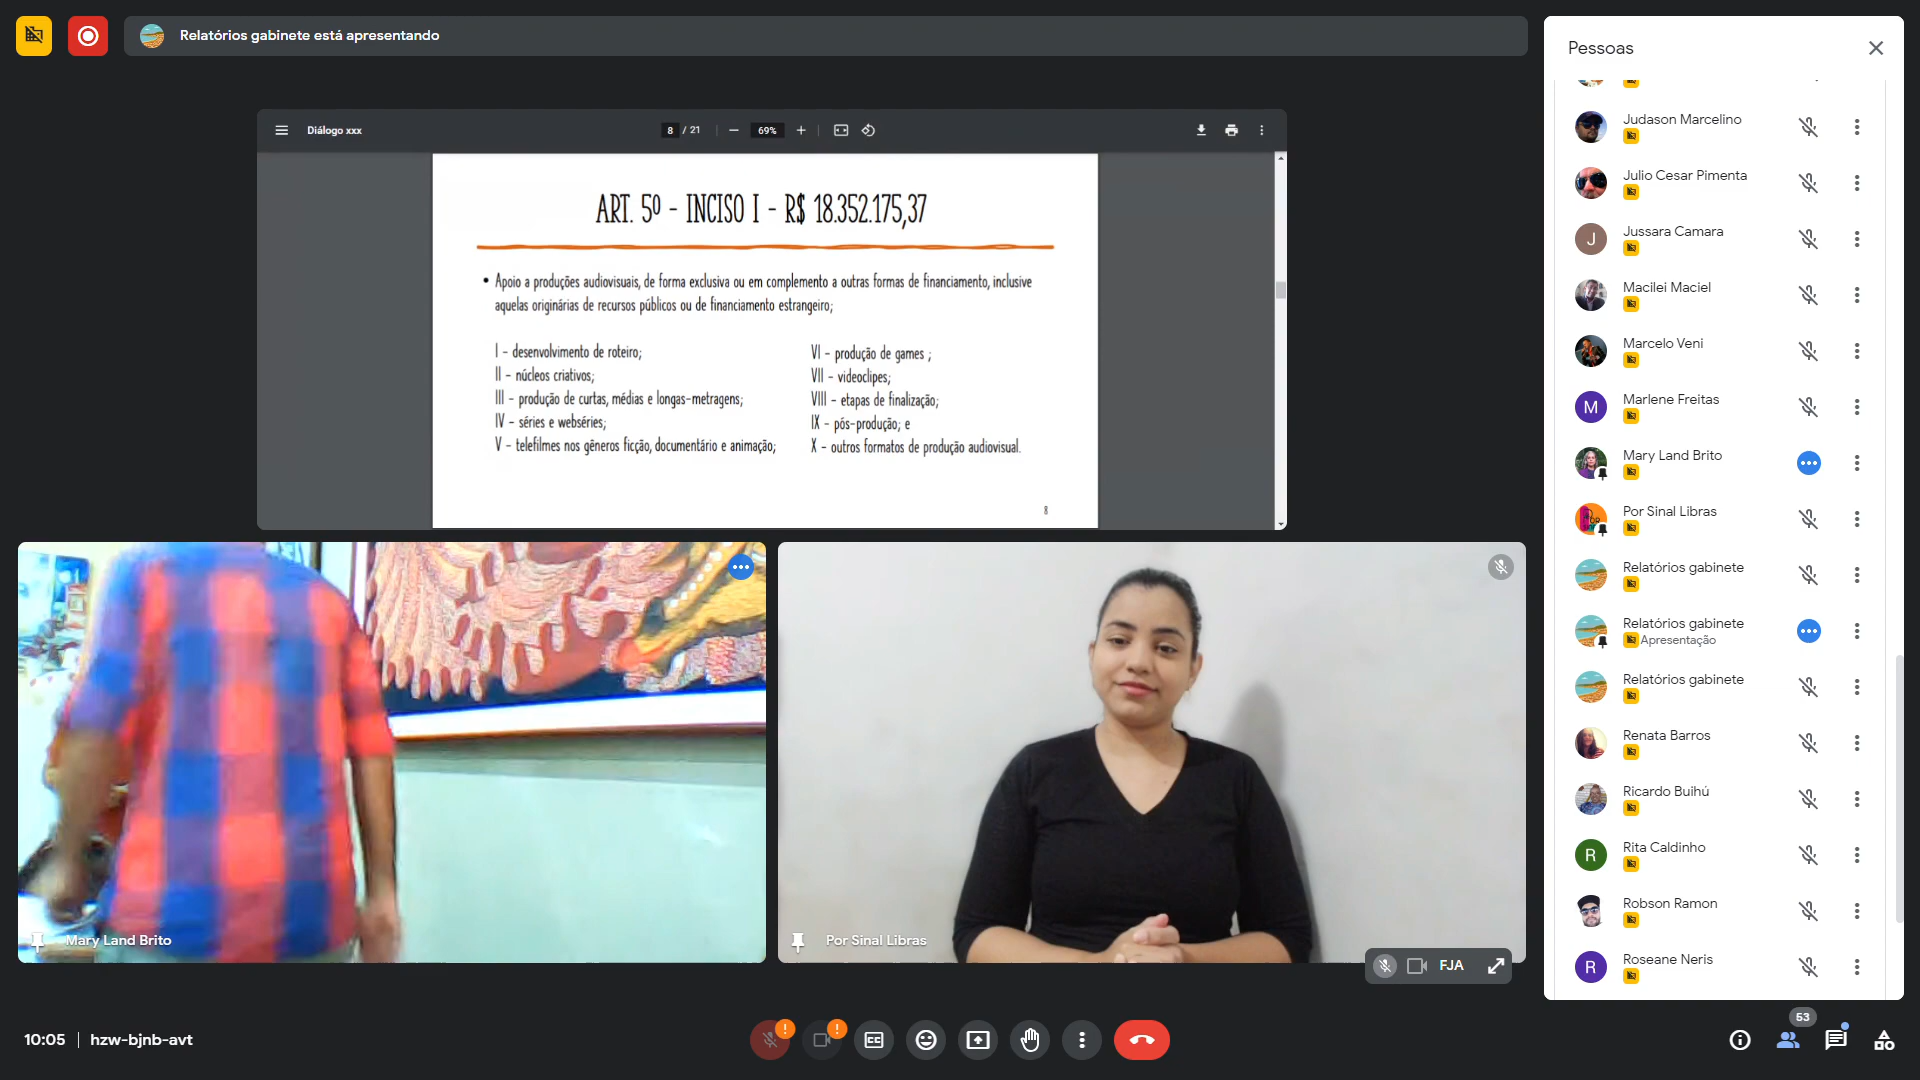 Relatórios gabinete está apresentando
Diálogo xxx
8 / 21
69%
ART. 5º - INCISO I - R$ 18.352.175,37
• Apoio a produções audiovisuais, de forma exclusiva ou em complemento a outras formas de financiamento, inclusive
aquelas originárias de recursos públicos ou de financiamento estrangeiro;
I - desenvolvimento de roteiro;
II - núcleos criativos;
III - produção de curtas, médias e longas-metragens;
IV - séries e webséries;
V - telefilmes nos gêneros ficção, documentário e animação;
VI - produção de games ;
VII - videoclipes;
VIII - etapas de finalização;
IX - pós-produção; e
X - outros formatos de produção audiovisual.
8
Mary Land Brito
Por Sinal Libras
FJA
10:05 | hzw-bjnb-avt
Pessoas
Judason Marcelino
Julio Cesar Pimenta
J
Jussara Camara
Macilei Maciel
Marcelo Veni
M
Marlene Freitas
Mary Land Brito
Por Sinal Libras
Relatórios gabinete
Relatórios gabinete
Apresentação
Relatórios gabinete
Renata Barros
Ricardo Buihú
R
Rita Caldinho
Robson Ramon
R
Roseane Neris
53